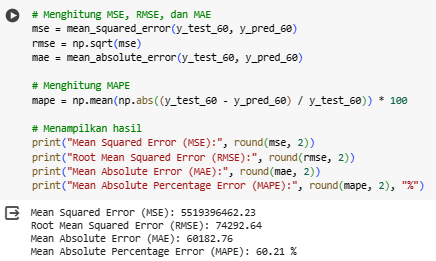 # Menghitung MSE, RMSE, dan MAE
mse = mean_squared_error(y_test_60, y_pred_60)
rmse = np.sqrt(mse)
mae = mean_absolute_error(y_test_60, y_pred_60)
# Menghitung MAPE
mape = np.mean(np.abs((y_test_60 - y_pred_60) / y_test_60)) * 100
# Menampilkan hasil
print("Mean Squared Error (MSE):", round(mse, 2))
print("Root Mean Squared Error (RMSE):", round(rmse, 2))
print("Mean Absolute Error (MAE):", round(mae, 2))
print("Mean Absolute Percentage Error (MAPE):", round(mape, 2), "%")
Mean Squared Error (MSE): 5519396462.23
Root Mean Squared Error (RMSE): 74292.64
Mean Absolute Error (MAE): 60182.76
Mean Absolute Percentage Error (MAPE): 60.21 %